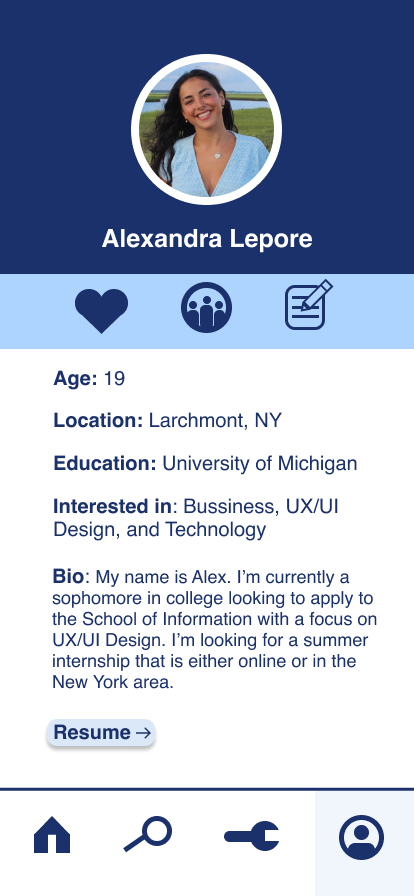 Alexandra Lepore
Age: 19
Location: Larchmont, NY
Education: University of Michigan
Interested in: Bussiness, UX/UI
Design, and Technology
Bio: My name is Alex. I’m currently a
sophomore in college looking to apply to
the School of Information with a focus on
UX/UI Design. I’m looking for a summer
internship that is either online or in the
New York area.
Resume →